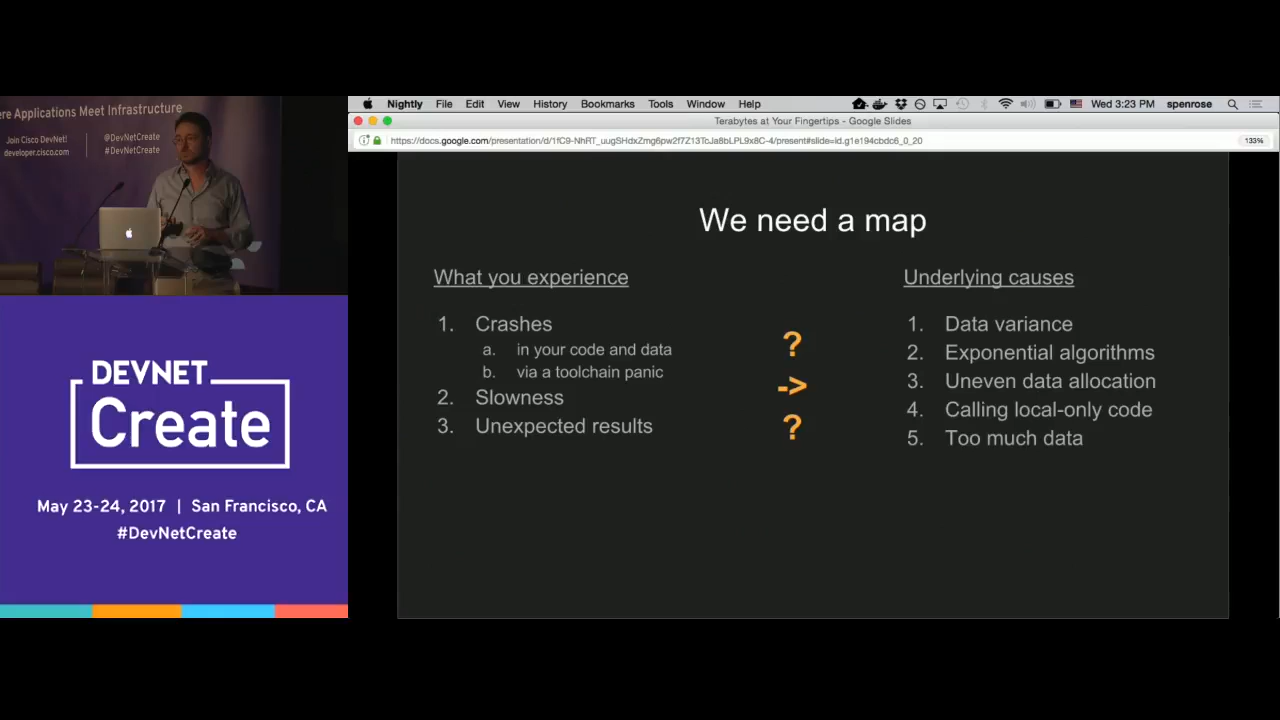 ere Applications Meet Infrastructure
Join Cisco DevNet!
developer.cisco.com
@DevNetCreate
#DevNetCreate
DEVNET
Create
May 23-24, 2017 | San Francisco, CA
#DevNetCreate
Nightly File Edit View History Bookmarks Tools Window Help
Wed 3:23 PM spenrose
Terabytes at Your Fingertips - Google Slides
133%
We need a map
What you experience
1. Crashes
a. in your code and data
b. via a toolchain panic
2. Slowness
3. Unexpected results
?
->
?
Underlying causes
1. Data variance
2. Exponential algorithms
3. Uneven data allocation
4. Calling local-only code
5. Too much data